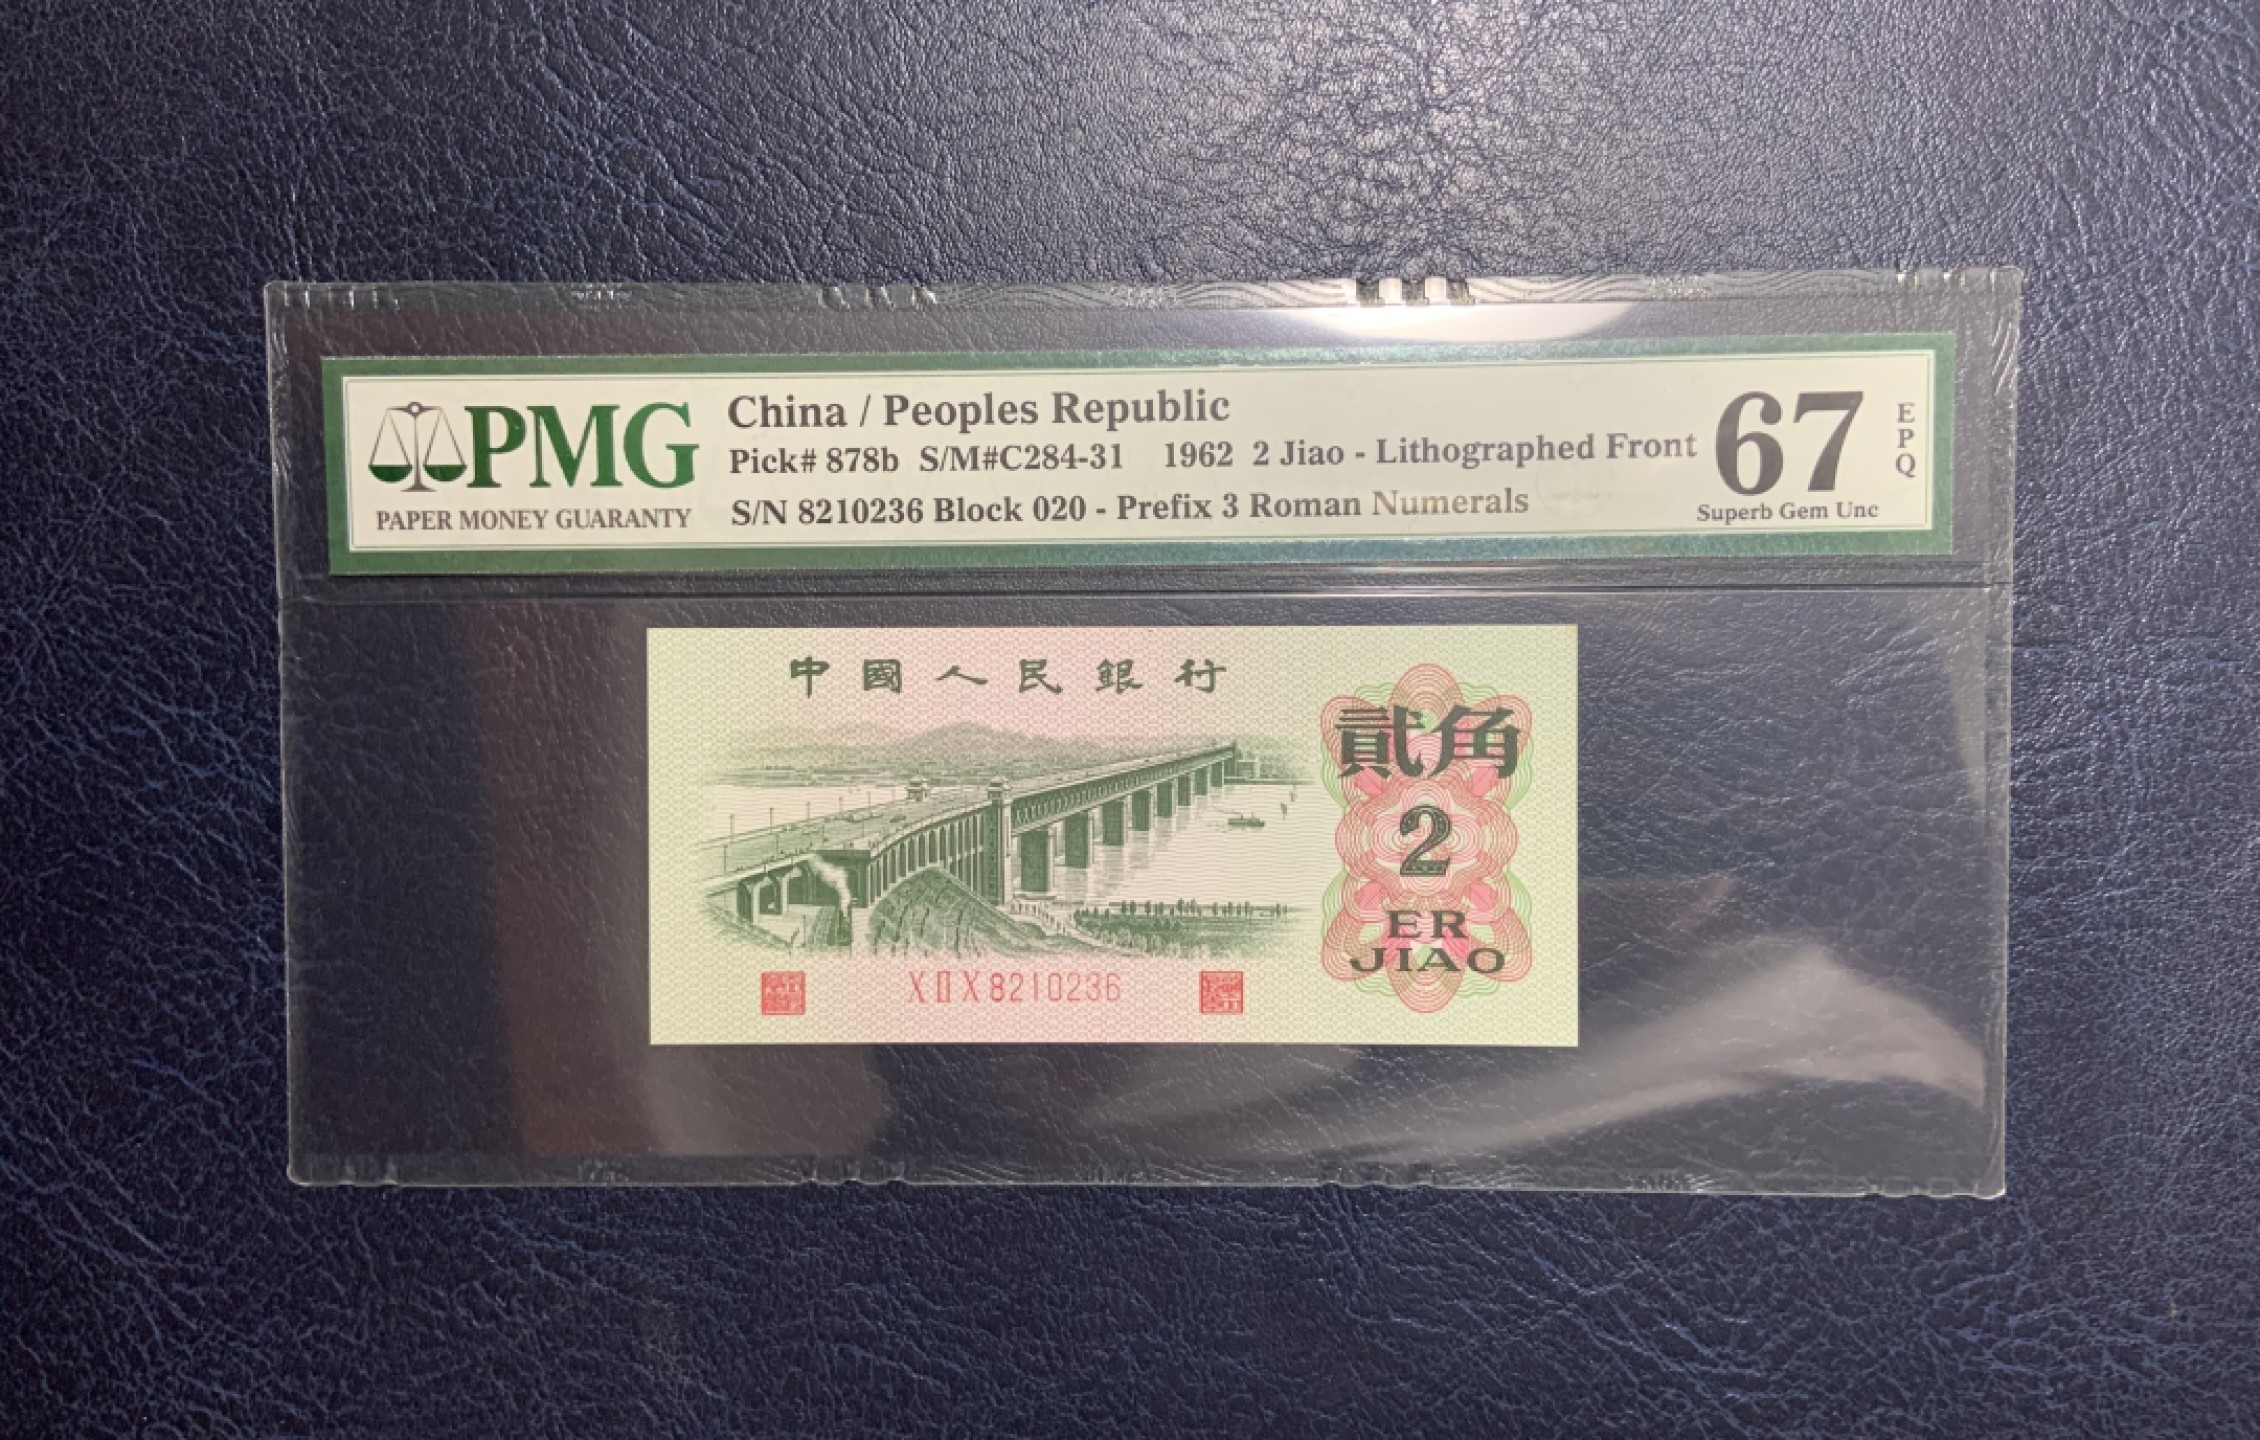 PMG
PAPER MONEY GUARANTY
China / Peoples Republic
Pick# 878b S/M#C284-31 1962 2 Jiao - Lithographed Front
S/N 8210236 Block 020 - Prefix 3 Roman Numerals
67
EPQ
Superb Gem Unc
中國人民銀行
貳角
2
ER
JIAO
XⅡX8210236